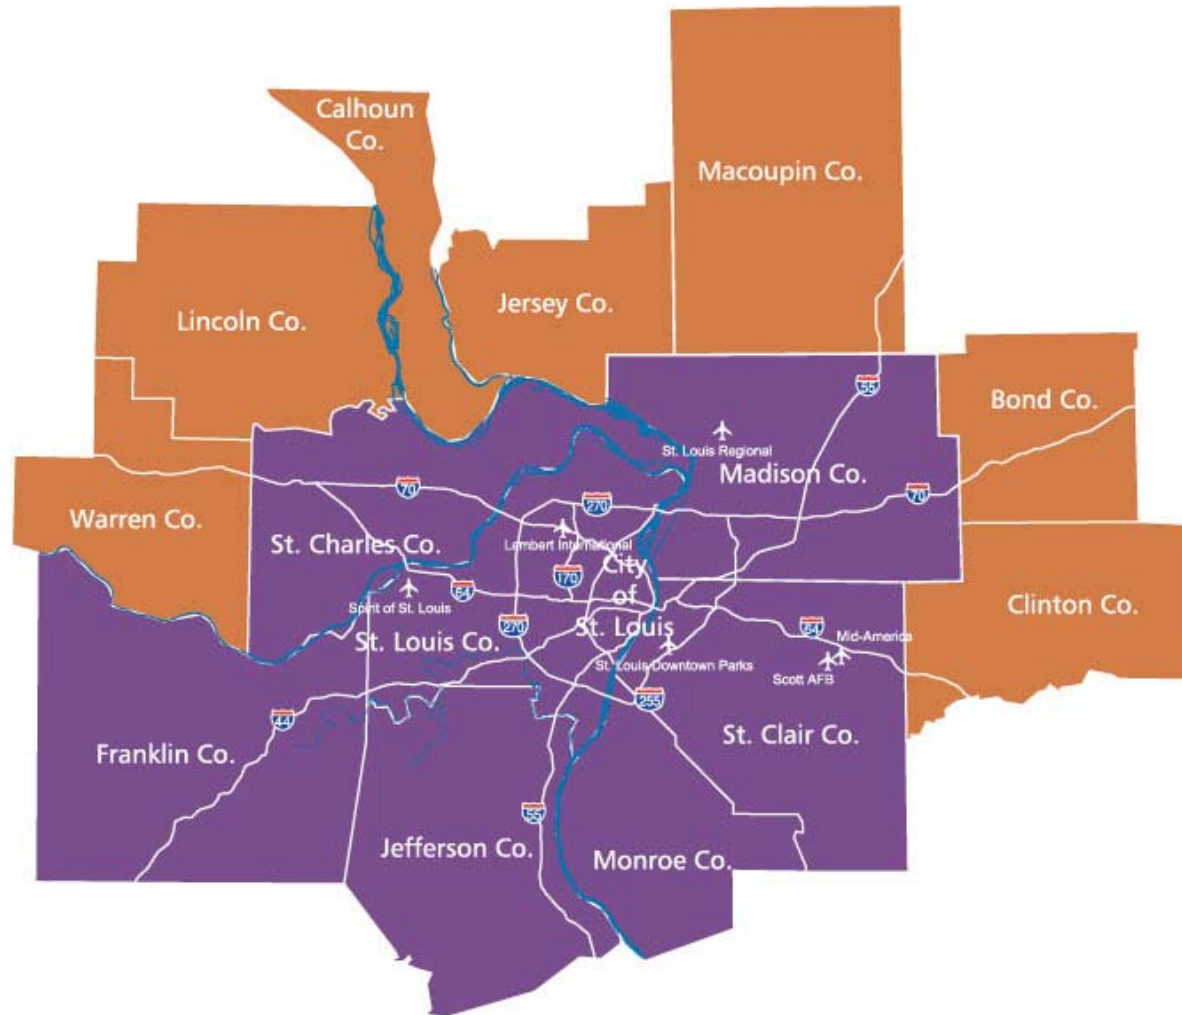 Calhoun
Co.
Macoupin Co.
Lincoln Co.
Jersey Co.
55
Bond Co.
St. Louis Regional
Madison Co.
70
70
270
Warren Co.
St. Charles Co.
Lambert International
City
of
St. Louis
170
64
Spirit of St. Louis
Clinton Co.
270
64
Mid-America
St. Louis Co.
St. Louis Downtown Parks
Scott AFB
255
44
St. Clair Co.
Franklin Co.
55
Jefferson Co.
Monroe Co.